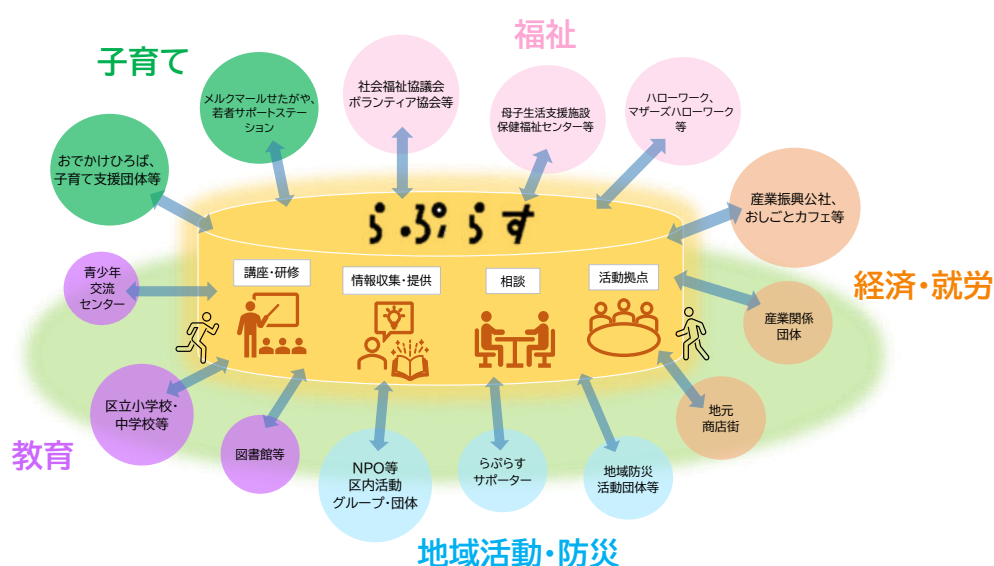 子育て
福祉
メルクマールせたがや、
若者サポートステー
ション
社会福祉協議会
ボランティア協会等
母子生活支援施設
保健福祉センター等
ハローワーク、
マザーズハローワーク
等
おでかけひろば、
子育て支援団体等
産業振興公社、
おしごとカフェ等
らぷらす
青少年
交流
センター
講座・研修
情報収集・提供
相談
活動拠点
経済・就労
産業関係
団体
区立小学校・
中学校等
地元
商店街
教育
図書館等
NPO等
区内活動
グループ・団体
らぷらす
サポーター
地域防災
活動団体等
地域活動・防災